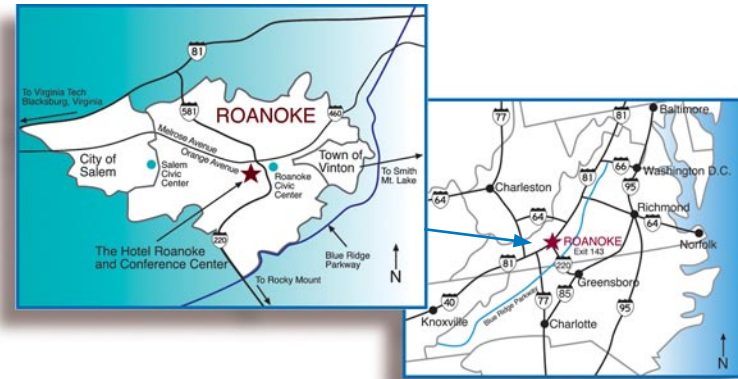 81
To Virginia Tech
Blacksburg, Virginia
581
ROANOKE
460
Melrose Avenue
Orange Avenue
City of
Salem
Salem
Civic
Center
Roanoke
Civic
Center
Town of
Vinton
To Smith
Mt. Lake
220
The Hotel Roanoke
and Conference Center
Blue Ridge
Parkway
To Rocky Mount
N
77
81
Baltimore
66
Washington D.C.
81
95
Charleston
64
64
Richmond
64
ROANOKE
Exit 143
Norfolk
81
220
Greensboro
40
77
85
95
Blue Ridge Parkway
Knoxville
Charlotte
N